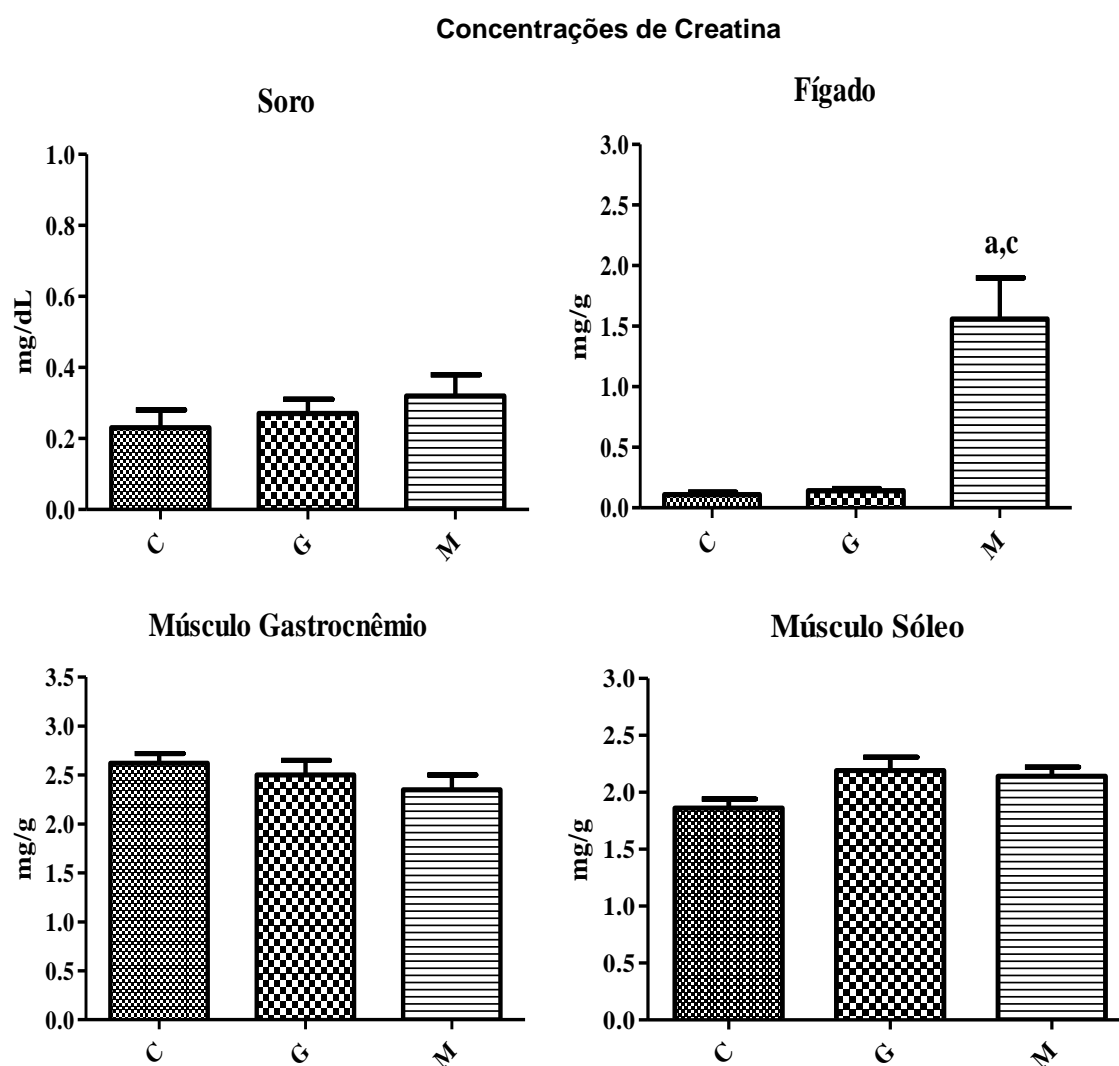 Concentrações de Creatina
Soro
mg/dL
1.0
0.8
0.6
0.4
0.2
0.0
C G M
Fígado
mg/g
3.0
2.5
2.0
1.5
1.0
0.5
0.0
a,c
C G M
Músculo Gastrocnêmio
mg/g
3.5
3.0
2.5
2.0
1.5
1.0
0.5
0.0
C G M
Músculo Sóleo
mg/g
3.0
2.5
2.0
1.5
1.0
0.5
0.0
C G M